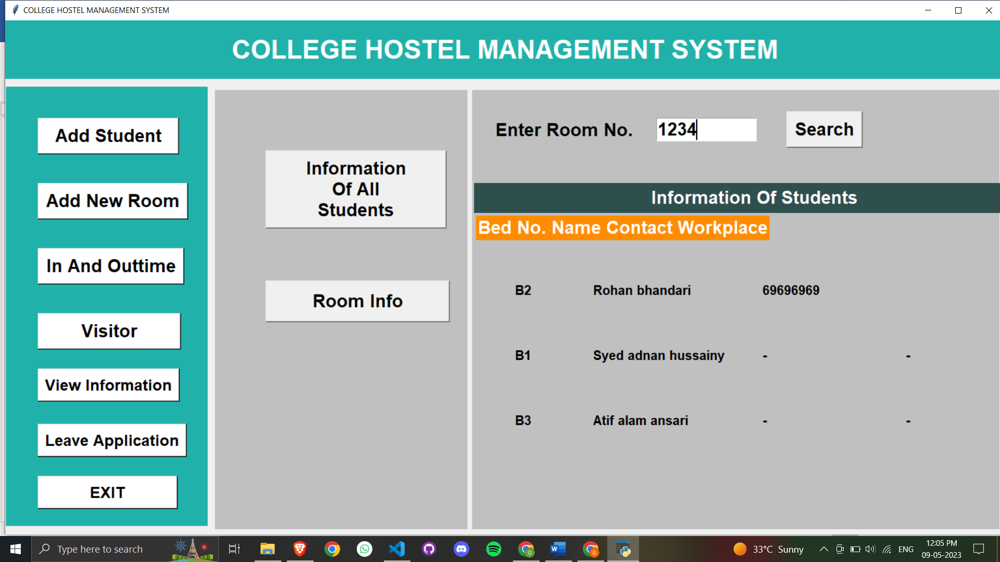 COLLEGE HOSTEL MANAGEMENT SYSTEM
COLLEGE HOSTEL MANAGEMENT SYSTEM
Add Student
Add New Room
In And Outtime
Visitor
View Information
Leave Application
EXIT
Information
Of All
Students
Room Info
Enter Room No. 1234 Search
Information Of Students
Bed No. Name Contact Workplace
B2 Rohan bhandari 69696969
B1 Syed adnan hussainy - -
B3 Atif alam ansari - -
Type here to search
33°C Sunny
ENG
12:05 PM
09-05-2023